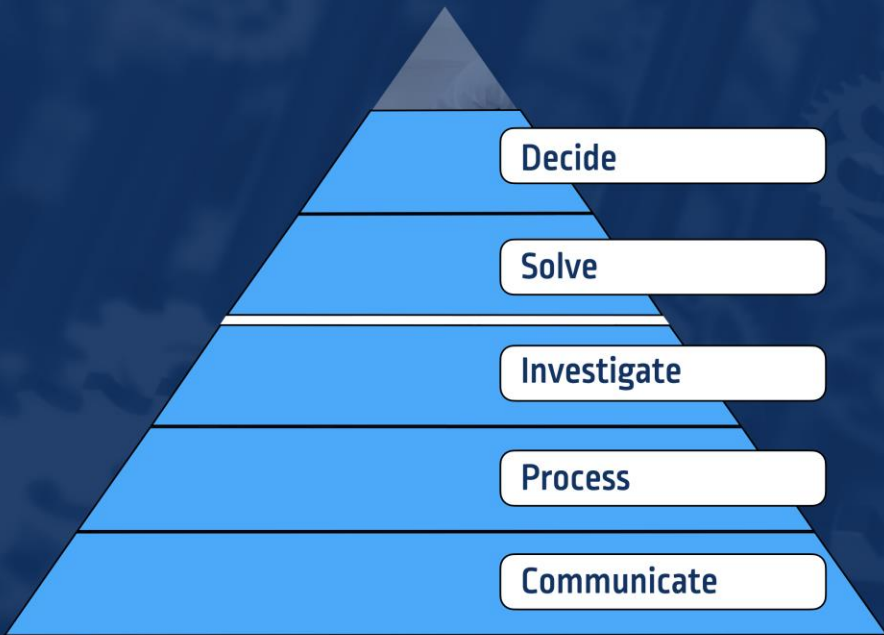 Decide
Solve
Investigate
Process
Communicate